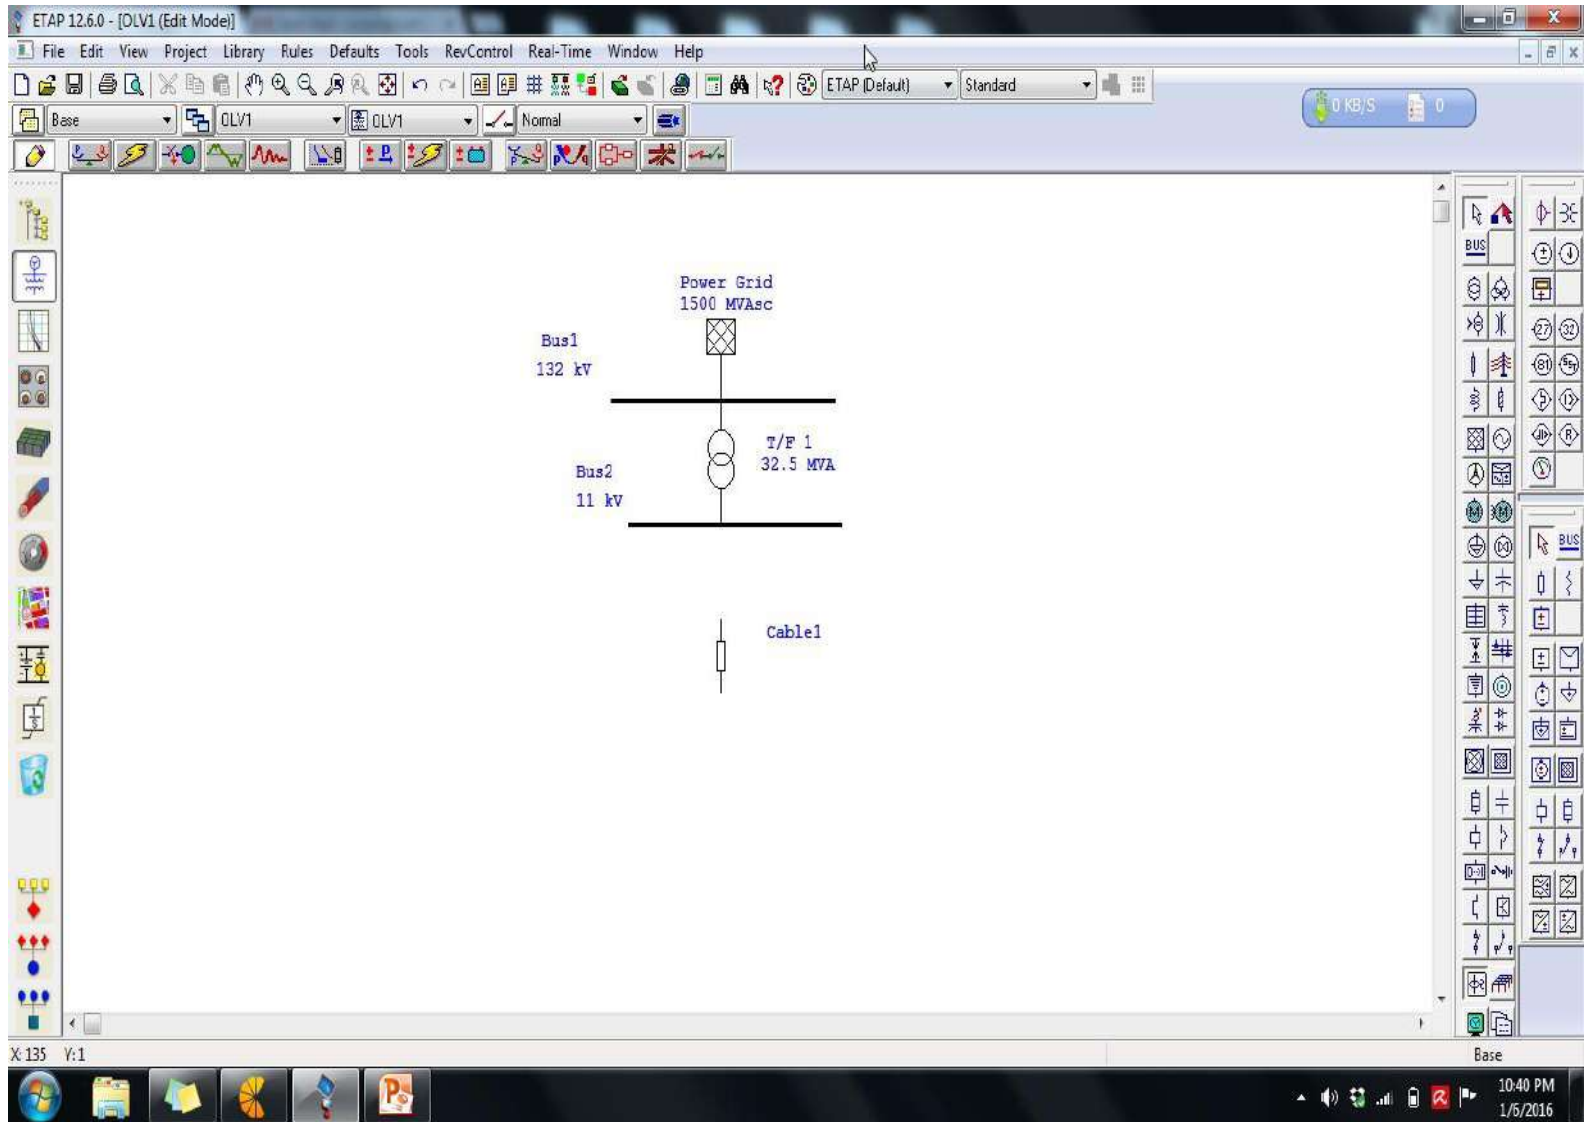 ETAP 12.6.0 - [OLV1 (Edit Mode)]
File Edit View Project Library Rules Defaults Tools RevControl Real-Time Window Help
ETAP (Default) Standard
0 KB/S 0
Base OLV1 OLV1 Normal
BUS
Power Grid
1500 MVAsc
Bus1
132 kV
T/F 1
32.5 MVA
Bus2
11 kV
BUS
Cable1
X: 135 Y:1
Base
10:40 PM
1/6/2016